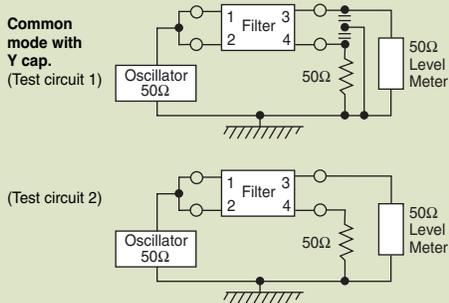 Common
mode with
Y cap.
(Test circuit 1)
1 Filter 3
2 4
Oscillator
50Ω
50Ω
50Ω
Level
Meter
(Test circuit 2)
1 Filter 3
2 4
Oscillator
50Ω
50Ω
50Ω
Level
Meter